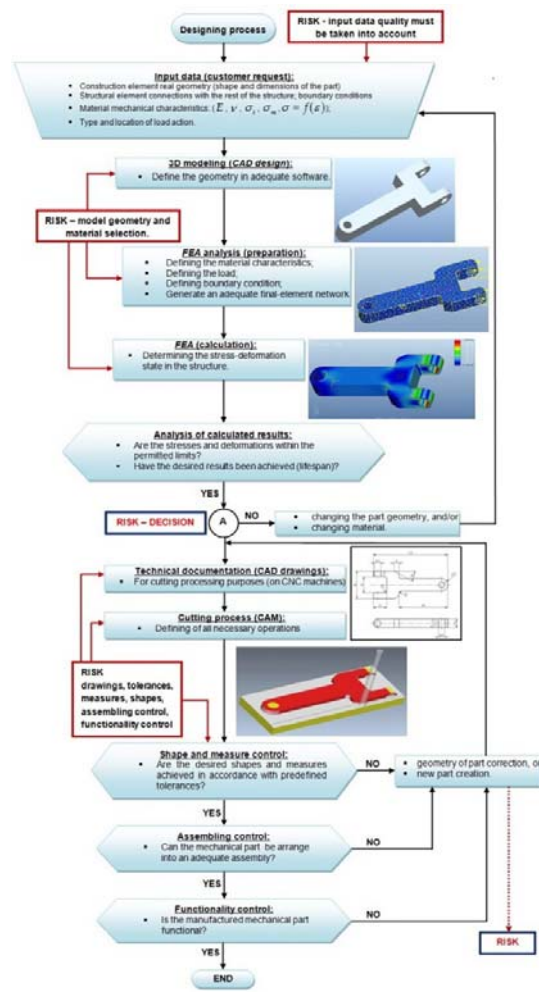 Designing process
RISK - input data quality must
be taken into account
Input data (customer request):
Construction element real geometry (shape and dimensions of the part)
Structural element connections with the rest of the structure; boundary conditions
Material mechanical characteristics: (E, ν, σ
Type and location of load action.
3D modeling (CAD design):
Define the geometry in adequate software.
RISK – model geometry and
material selection.
FEA analysis (preparation):
Defining the material characteristics;
Defining the load;
Defining boundary condition;
Generate an adequate final-element network
FEA (calculation):
Determining the stress-deformation
state in the structure.
Analysis of calculated results:
Are the stresses and deformations within the
permitted limits?
Have the desired results been achieved (lifespan)?
YES
RISK – DECISION
A
NO
changing the part geometry, and/or
changing material.
Technical documentation (CAD drawings):
For cutting processing purposes (on CNC machines)
Cutting process (CAM):
Defining of all necessary operations
RISK
drawings, tolerances,
measures, shapes,
assembling control,
functionality control
Shape and measure control:
Are the desired shapes and measures
achieved in accordance with predefined
tolerances?
NO
geometry of part correction, or
new part creation.
YES
Assembling control:
Can the mechanical part be arrange
into an adequate assembly?
NO
YES
Functionality control:
Is the manufactured mechanical part
functional?
NO
RISK
YES
END